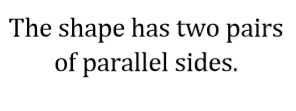 The shape has two pairs
of parallel sides.